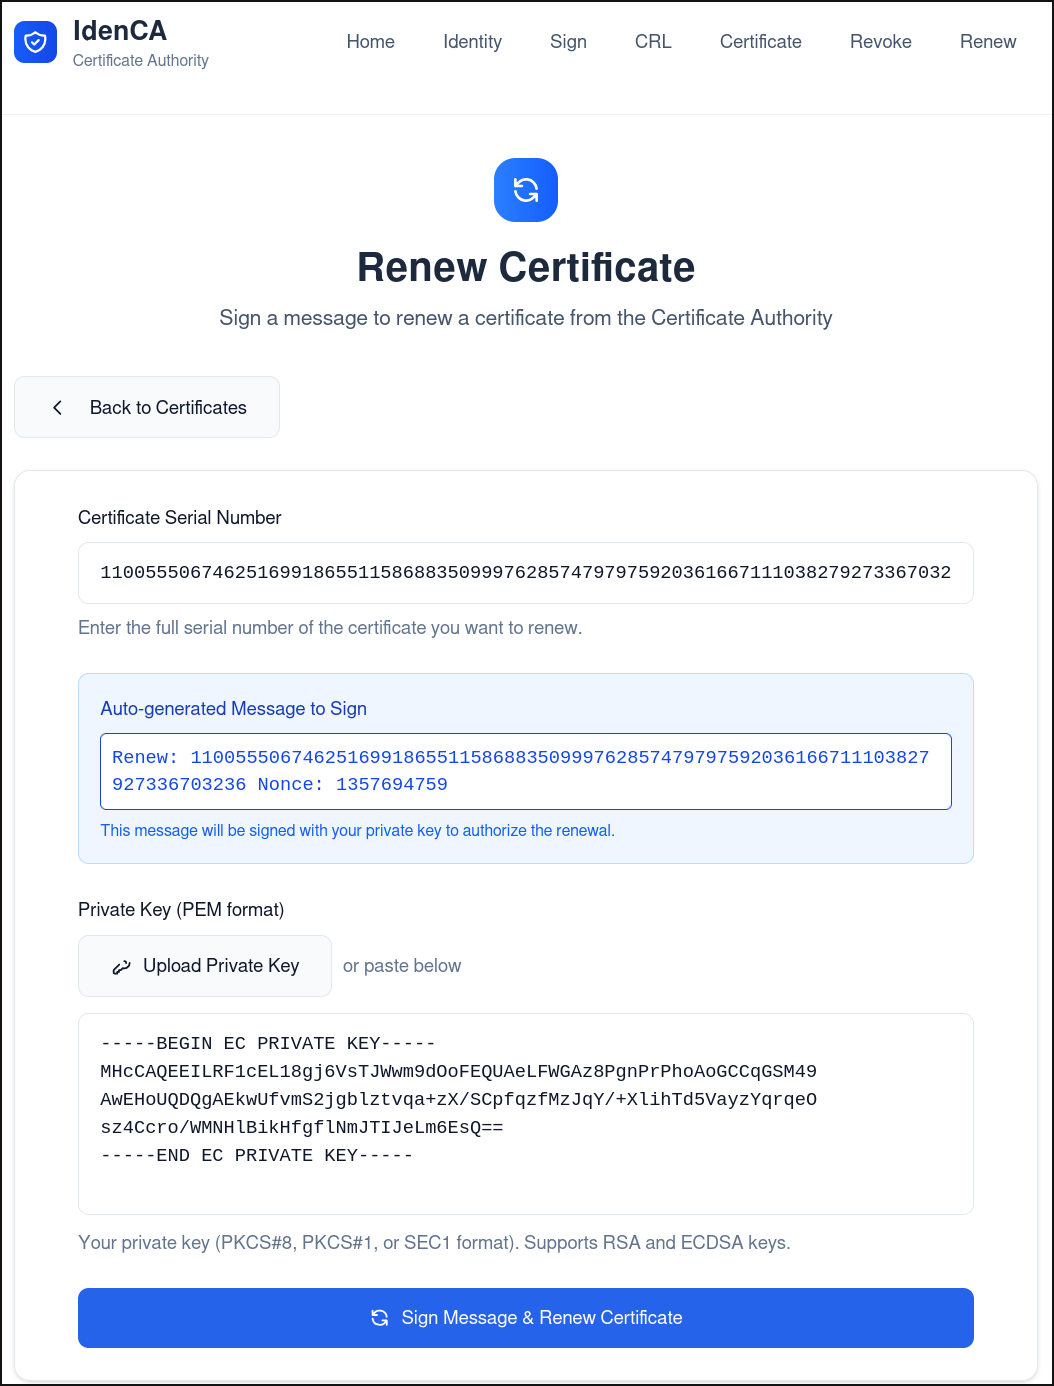 IdenCA
Certificate Authority
Home
Identity
Sign
CRL
Certificate
Revoke
Renew
Renew Certificate
Sign a message to renew a certificate from the Certificate Authority
Back to Certificates
Certificate Serial Number
1100555067462516991865511586883509997628574797975920361667111038279273367032
Enter the full serial number of the certificate you want to renew.
Auto-generated Message to Sign
Renew: 110055506746251699186551158688350999762857479797592036166711103827
927336703236 Nonce: 1357694759
This message will be signed with your private key to authorize the renewal.
Private Key (PEM format)
Upload Private Key
or paste below
-----BEGIN EC PRIVATE KEY-----
MHcCAQEEILRF1cEL18gj6VsTJWwm9dOoFEQUAeLFWGAz8PgnPrPhoAoGCCqGSM49
AwEHoUQDQgAEkwUfvmS2jgblztvqa+zX/SCpfqzfMzJqY/+XlihTd5VayzYqrqeO
sz4Ccro/WMNHlBikHfgflNmJTIJeLm6EsQ==
-----END EC PRIVATE KEY-----
Your private key (PKCS#8, PKCS#1, or SEC1 format). Supports RSA and ECDSA keys.
Sign Message & Renew Certificate